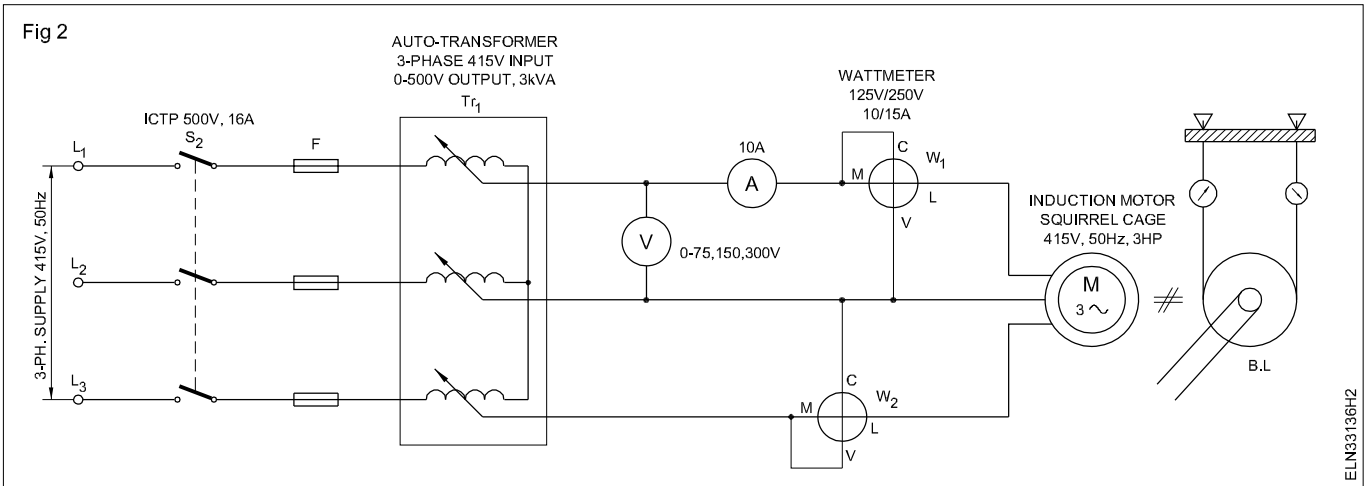 Fig 2
AUTO-TRANSFORMER
3-PHASE 415V INPUT
0-500V OUTPUT, 3kVA
Tr1
WATTMETER
125V/250V
10/15A
ICTP 500V, 16A
S2
F
L1
10A
A
C
W1
M
L
V
INDUCTION MOTOR
SQUIRREL CAGE
415V, 50Hz, 3HP
V
0-75,150,300V
3-PH. SUPPLY 415V, 50Hz
L2
M
3 ~
B.L
L3
C
W2
M
L
V
ELN33136H2